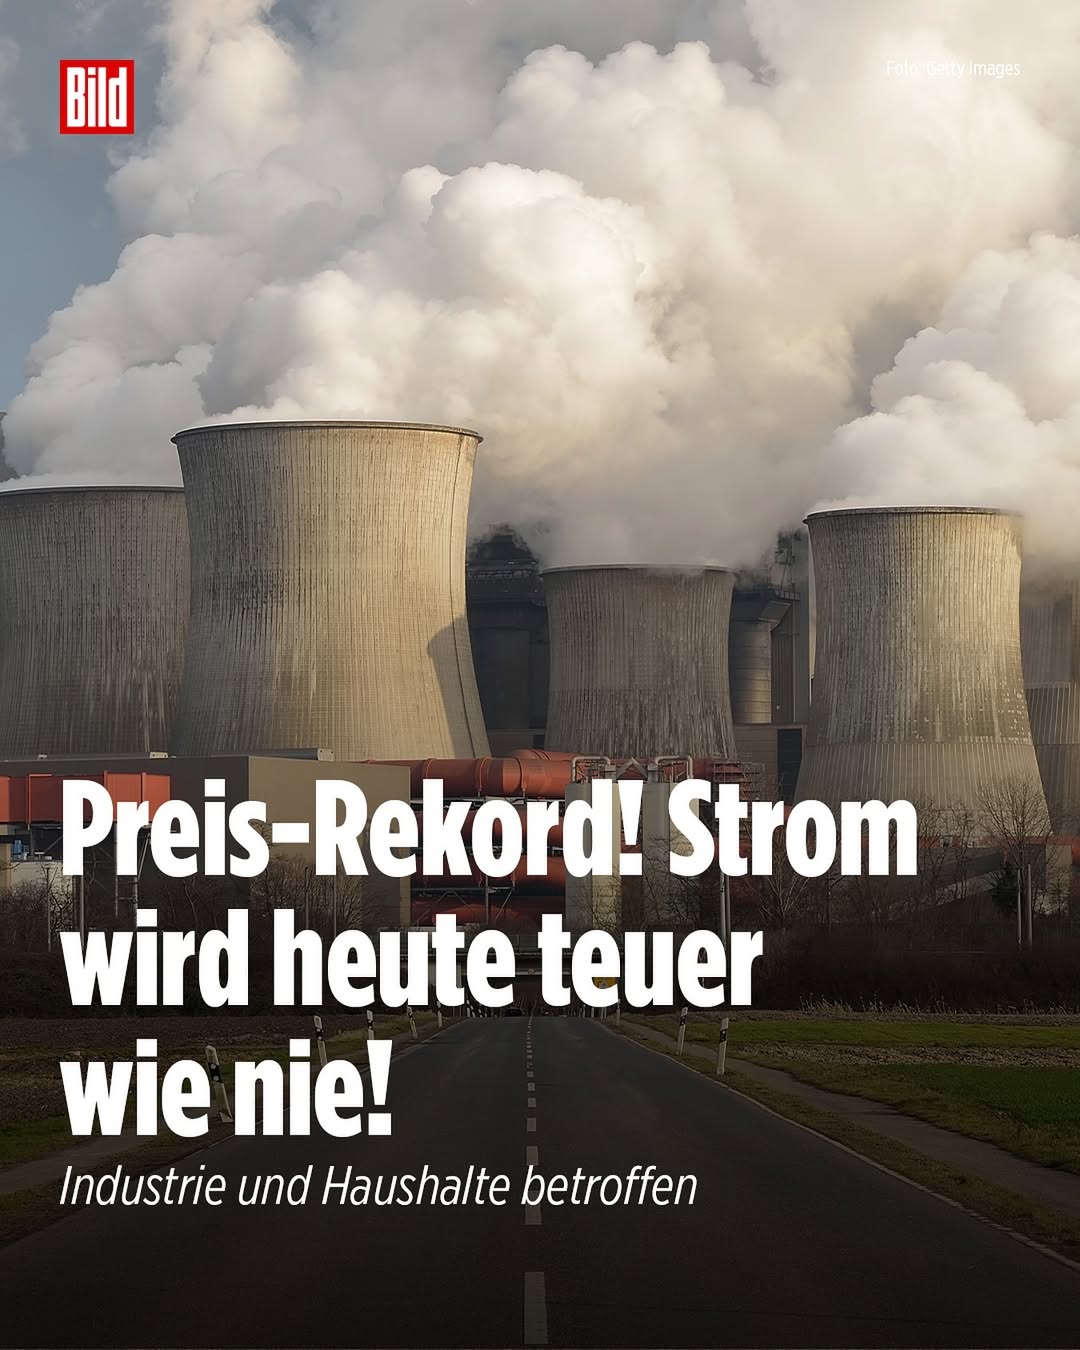 Bild
Foto: Getty Images
Preis-Rekord! Strom
wird heute teuer
wie nie!
Industrie und Haushalte betroffen